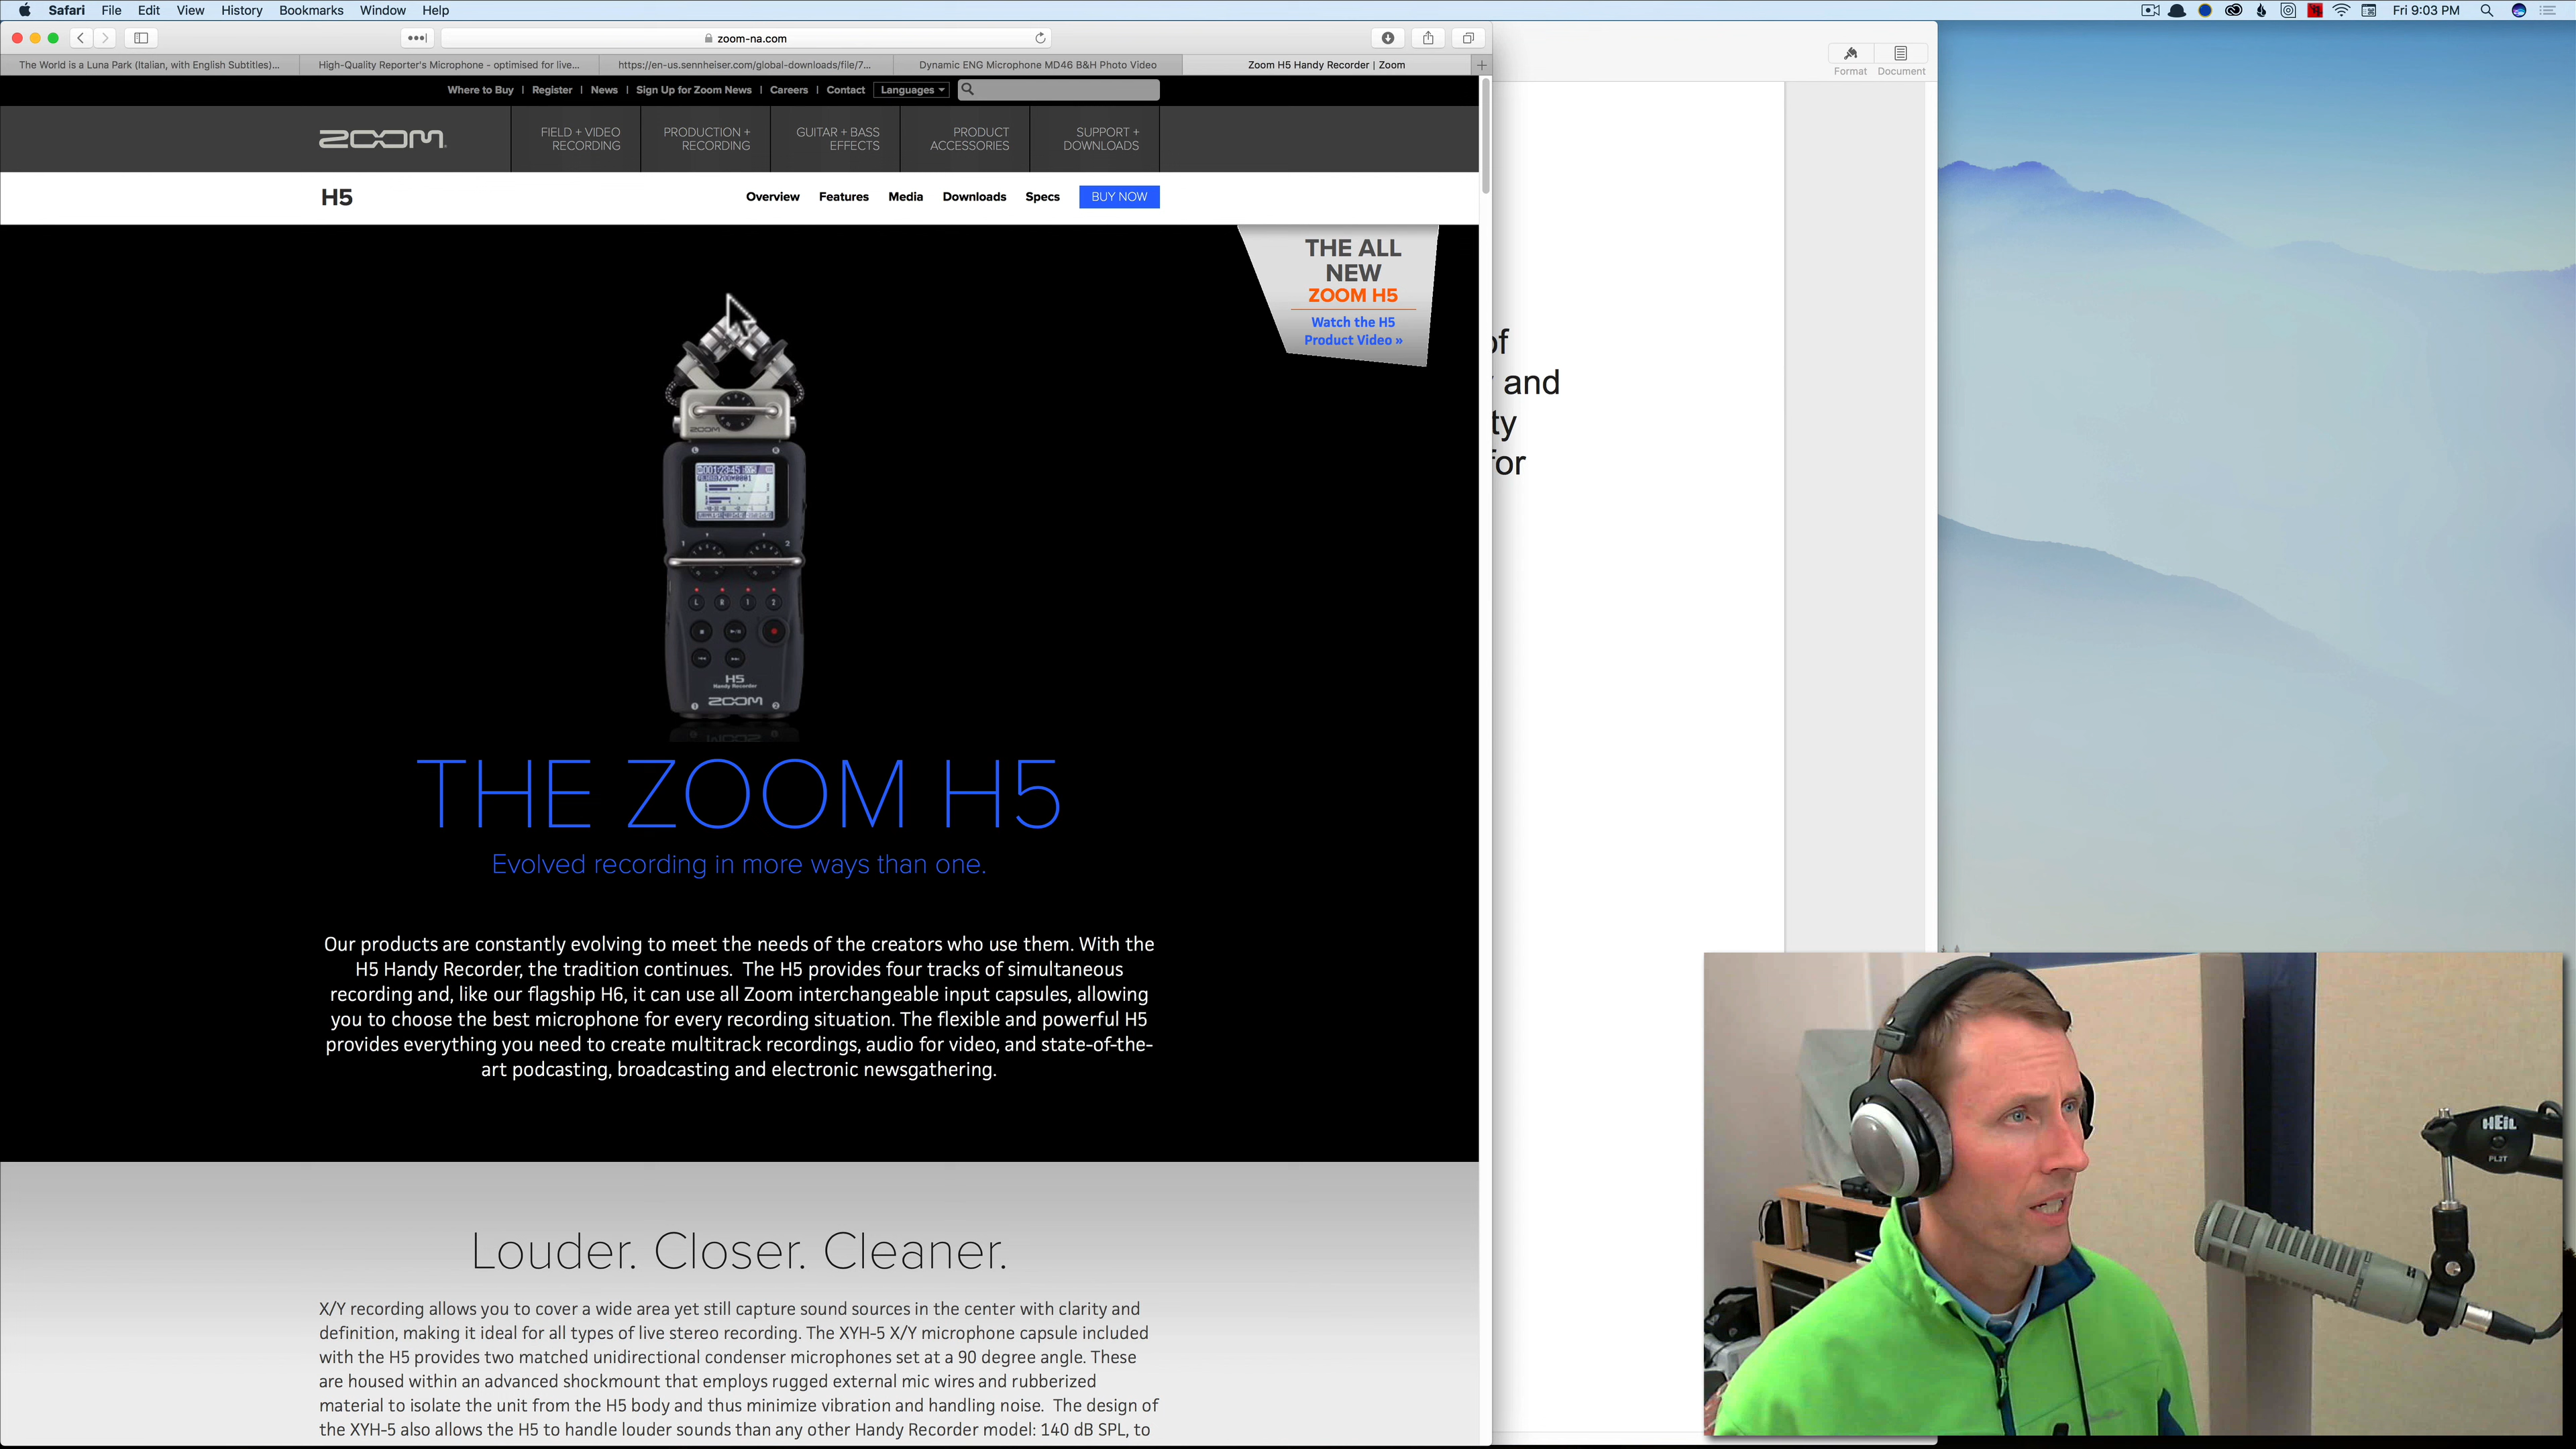 Safari File Edit View History Bookmarks Window Help
Fri 9:03 PM
zoom-na.com
The World is a Luna Park (Italian, with English Subtitles)...
High-Quality Reporter's Microphone - optimised for live...
https://en-us.sennheiser.com/global-downloads/file/7...
Dynamic ENG Microphone MD46 B&H Photo Video
Zoom H5 Handy Recorder | Zoom
Format Document
Where to Buy | Register | News | Sign Up for Zoom News | Careers | Contact Languages
zoom
FIELD + VIDEO
RECORDING
PRODUCTION +
RECORDING
GUITAR + BASS
EFFECTS
PRODUCT
ACCESSORIES
SUPPORT +
DOWNLOADS
H5
Overview Features Media Downloads Specs BUY NOW
THE ALL
NEW
ZOOM H5
Watch the H5
Product Video »
of
and
ty
for
ZOOM
1 2
L R 1 2
H5
Handy Recorder
ZOOM
THE ZOOM H5
Evolved recording in more ways than one.
Our products are constantly evolving to meet the needs of the creators who use them. With the
H5 Handy Recorder, the tradition continues. The H5 provides four tracks of simultaneous
recording and, like our flagship H6, it can use all Zoom interchangeable input capsules, allowing
you to choose the best microphone for every recording situation. The flexible and powerful H5
provides everything you need to create multitrack recordings, audio for video, and state-of-the-
art podcasting, broadcasting and electronic newsgathering.
Louder. Closer. Cleaner.
X/Y recording allows you to cover a wide area yet still capture sound sources in the center with clarity and
definition, making it ideal for all types of live stereo recording. The XYH-5 X/Y microphone capsule included
with the H5 provides two matched unidirectional condenser microphones set at a 90 degree angle. These
are housed within an advanced shockmount that employs rugged external mic wires and rubberized
material to isolate the unit from the H5 body and thus minimize vibration and handling noise. The design of
the XYH-5 also allows the H5 to handle louder sounds than any other Handy Recorder model: 140 dB SPL, to
HEIL
PL2T